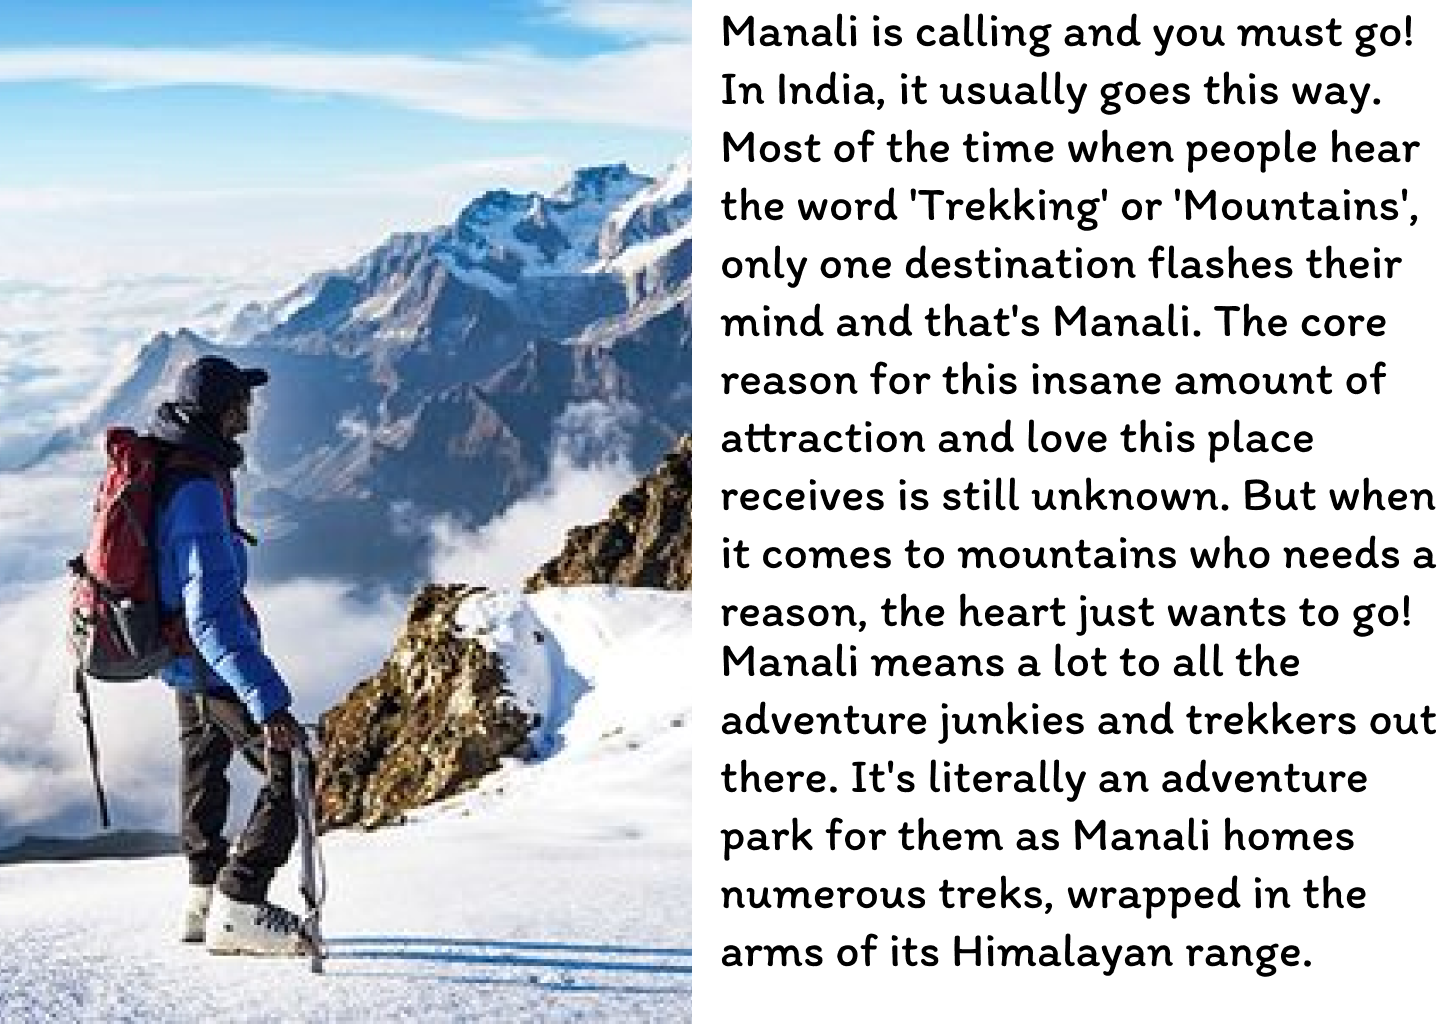 Manali is calling and you must go!
In India, it usually goes this way.
Most of the time when people hear
the word 'Trekking' or 'Mountains',
only one destination flashes their
mind and that's Manali. The core
reason for this insane amount of
attraction and love this place
receives is still unknown. But when
it comes to mountains who needs a
reason, the heart just wants to go!
Manali means a lot to all the
adventure junkies and trekkers out
there. It's literally an adventure
park for them as Manali homes
numerous treks, wrapped in the
arms of its Himalayan range.